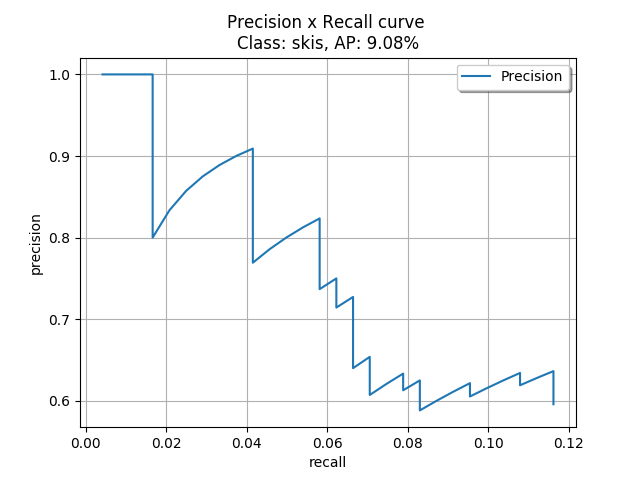 Precision x Recall curve
Class: skis, AP: 9.08%
Precision
1.0
0.9
0.8
0.7
0.6
precision
0.00 0.02 0.04 0.06 0.08 0.10 0.12
recall